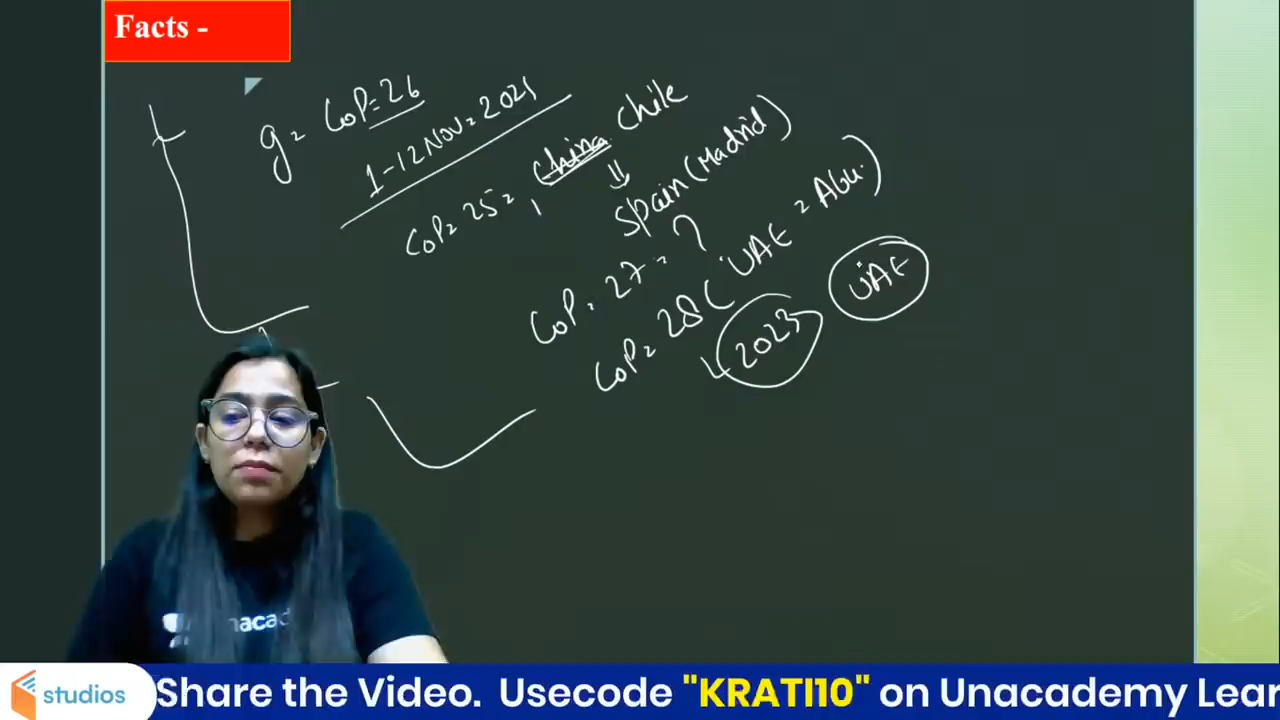 Facts -
g= CoP=26
1-12 NOV= 2021
CoP= 25= China Chile
Spain (Madrid)
CoP= 27= ?
CoP= 28 ( UAE = Abu. )
2023
UAE
studios
Share the Video. Usecode "KRATI10" on Unacademy Lear